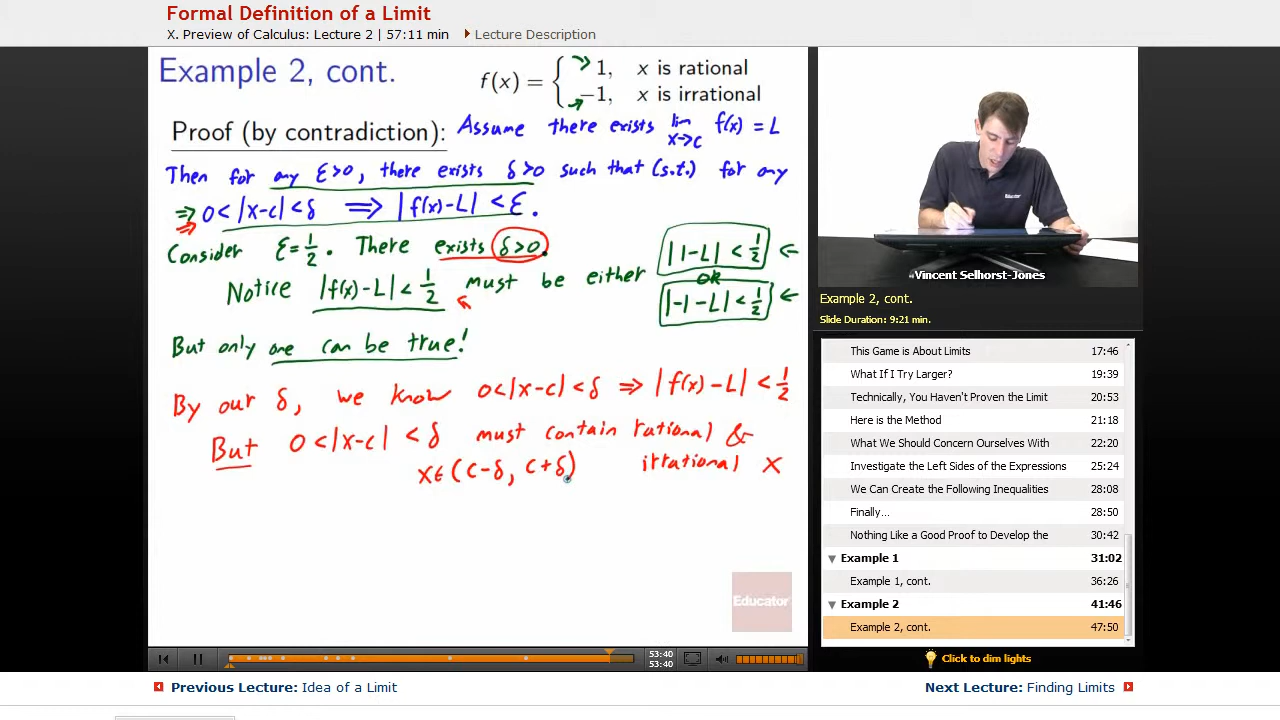 Formal Definition of a Limit
X. Preview of Calculus: Lecture 2 | 57:11 min
Lecture Description
Example 2, cont.
f(x) = { 1, x is rational
−1, x is irrational
Proof (by contradiction): Assume there exists lim x→c f(x) = L
Then for any ε>0, there exists δ>0 such that (s.t.) for any
⇒ 0<|x-c|<δ ⇒ |f(x)-L|<ε.
⇒
Consider ε=1/2. There exists δ>0.
Notice |f(x)-L|<1/2 must be either
|1-L|<1/2 ←
OR
|-1-L|<1/2 ←
But only one can be true!
By our δ, we know 0<|x-c|<δ ⇒ |f(x)-L|<1/2
But 0<|x-c|<δ must contain rational &
x∈(c-δ, c+δ) irrational x
Educator
Educator
Vincent Selhorst-Jones
Example 2, cont.
Slide Duration: 9:21 min.
This Game is About Limits 17:46
What If I Try Larger? 19:39
Technically, You Haven't Proven the Limit 20:53
Here is the Method 21:18
What We Should Concern Ourselves With 22:20
Investigate the Left Sides of the Expressions 25:24
We Can Create the Following Inequalities 28:08
Finally... 28:50
Nothing Like a Good Proof to Develop the 30:42
Example 1 31:02
Example 1, cont. 36:26
Example 2 41:46
Example 2, cont. 47:50
53:40
53:40
Click to dim lights
Previous Lecture: Idea of a Limit
Next Lecture: Finding Limits